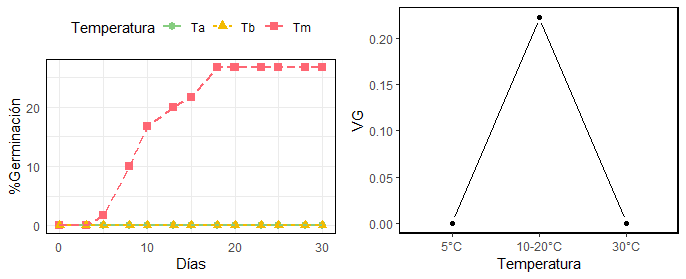 Temperatura Ta Tb Tm
%Germinación
20
10
0
0 10 20 30
Días
VG
0.20
0.15
0.10
0.05
0.00
5°C 10-20°C 30°C
Temperatura